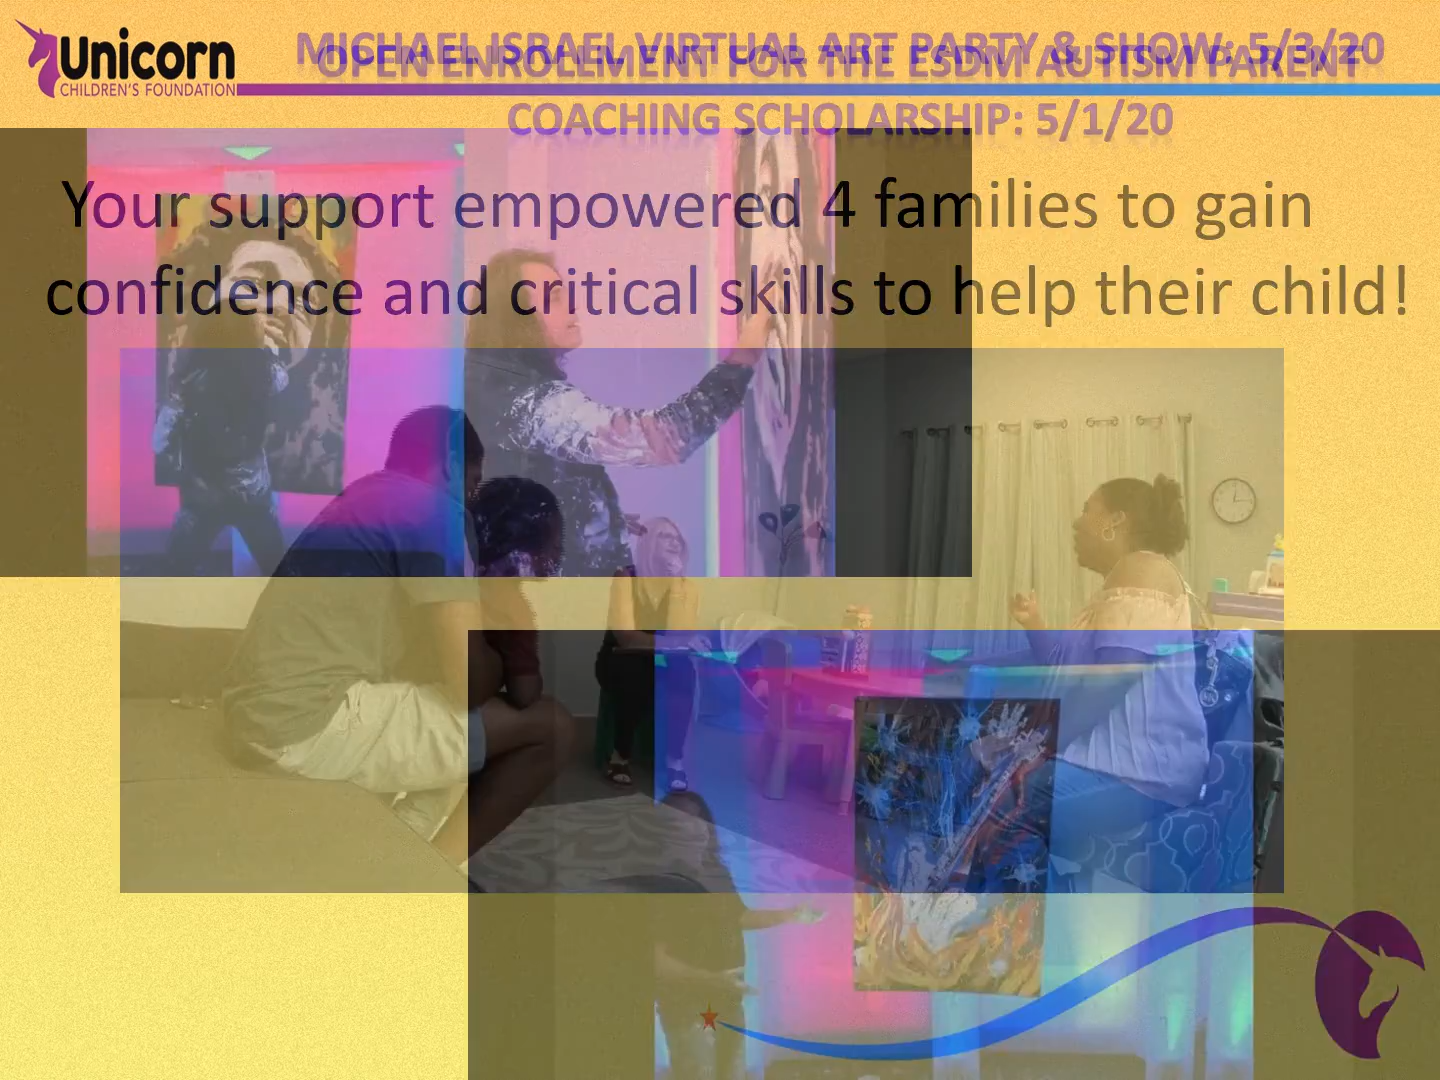 Unicorn
CHILDREN'S FOUNDATION
MICHAEL ISRAEL VIRTUAL ART PARTY & SHOW: 5/3/20
OPEN ENROLLMENT FOR THE ESDM AUTISM PARENT
COACHING SCHOLARSHIP: 5/1/20
Your support empowered 4 families to gain
confidence and critical skills to help their child!